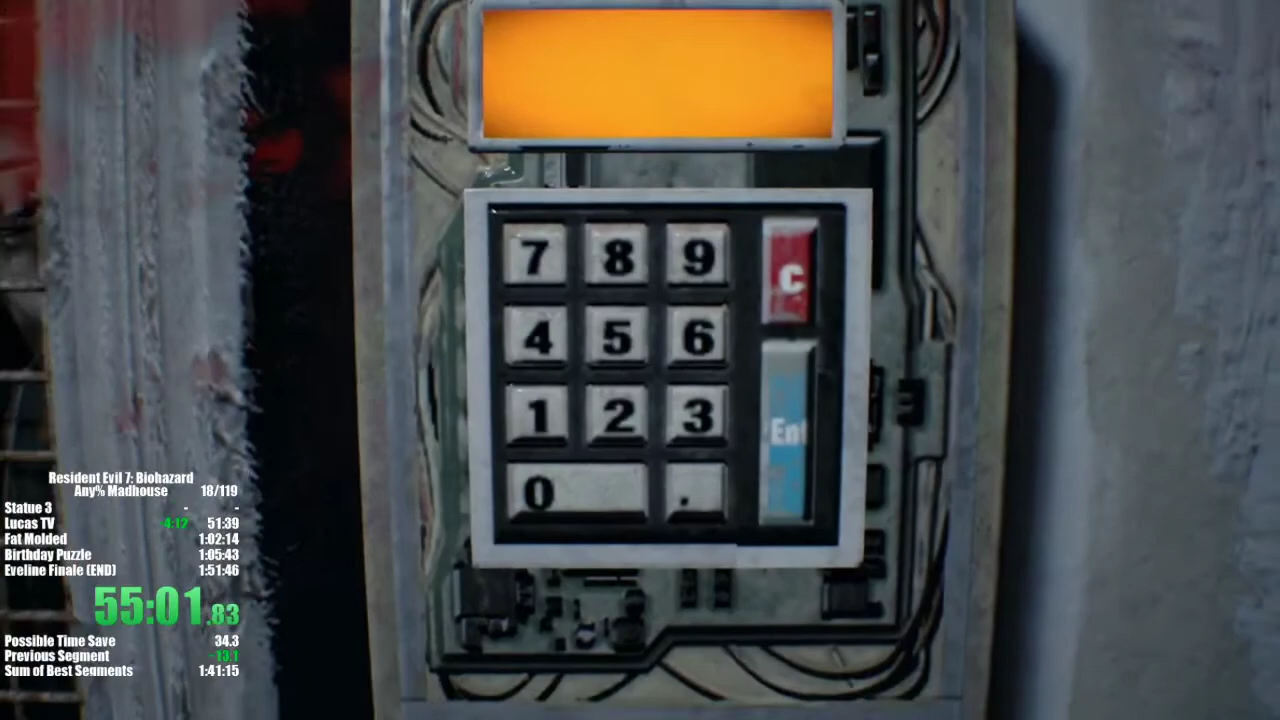 7 8 9 C
4 5 6
1 2 3 Ent
0 .
Resident Evil 7: Biohazard
Any% Madhouse 18/119
Statue 3 - -
Lucas TV 4:12 51:39
Fat Molded 1:02:14
Birthday Puzzle 1:05:43
Eveline Finale (END) 1:51:46
55:01.83
Possible Time Save 34.3
Previous Segment -13.1
Sum of Best Segments 1:41:15